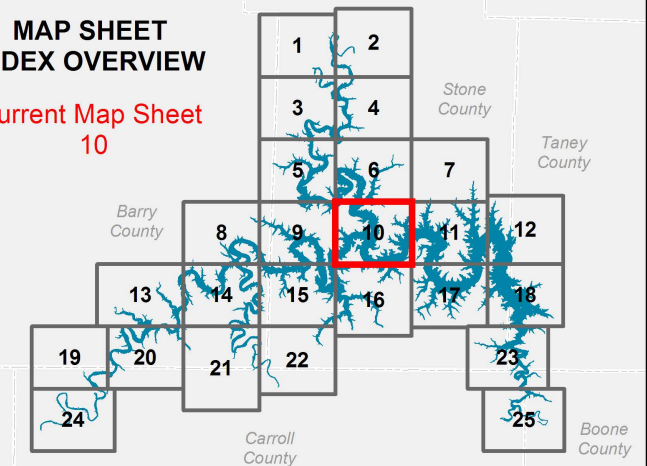 MAP SHEET
DEX OVERVIEW
urrent Map Sheet
10
1
2
3
4
Stone
County
5
6
7
Taney
County
Barry
County
8
9
10
11
12
13
14
15
16
17
18
19
20
21
22
23
24
25
Carroll
County
Boone
County